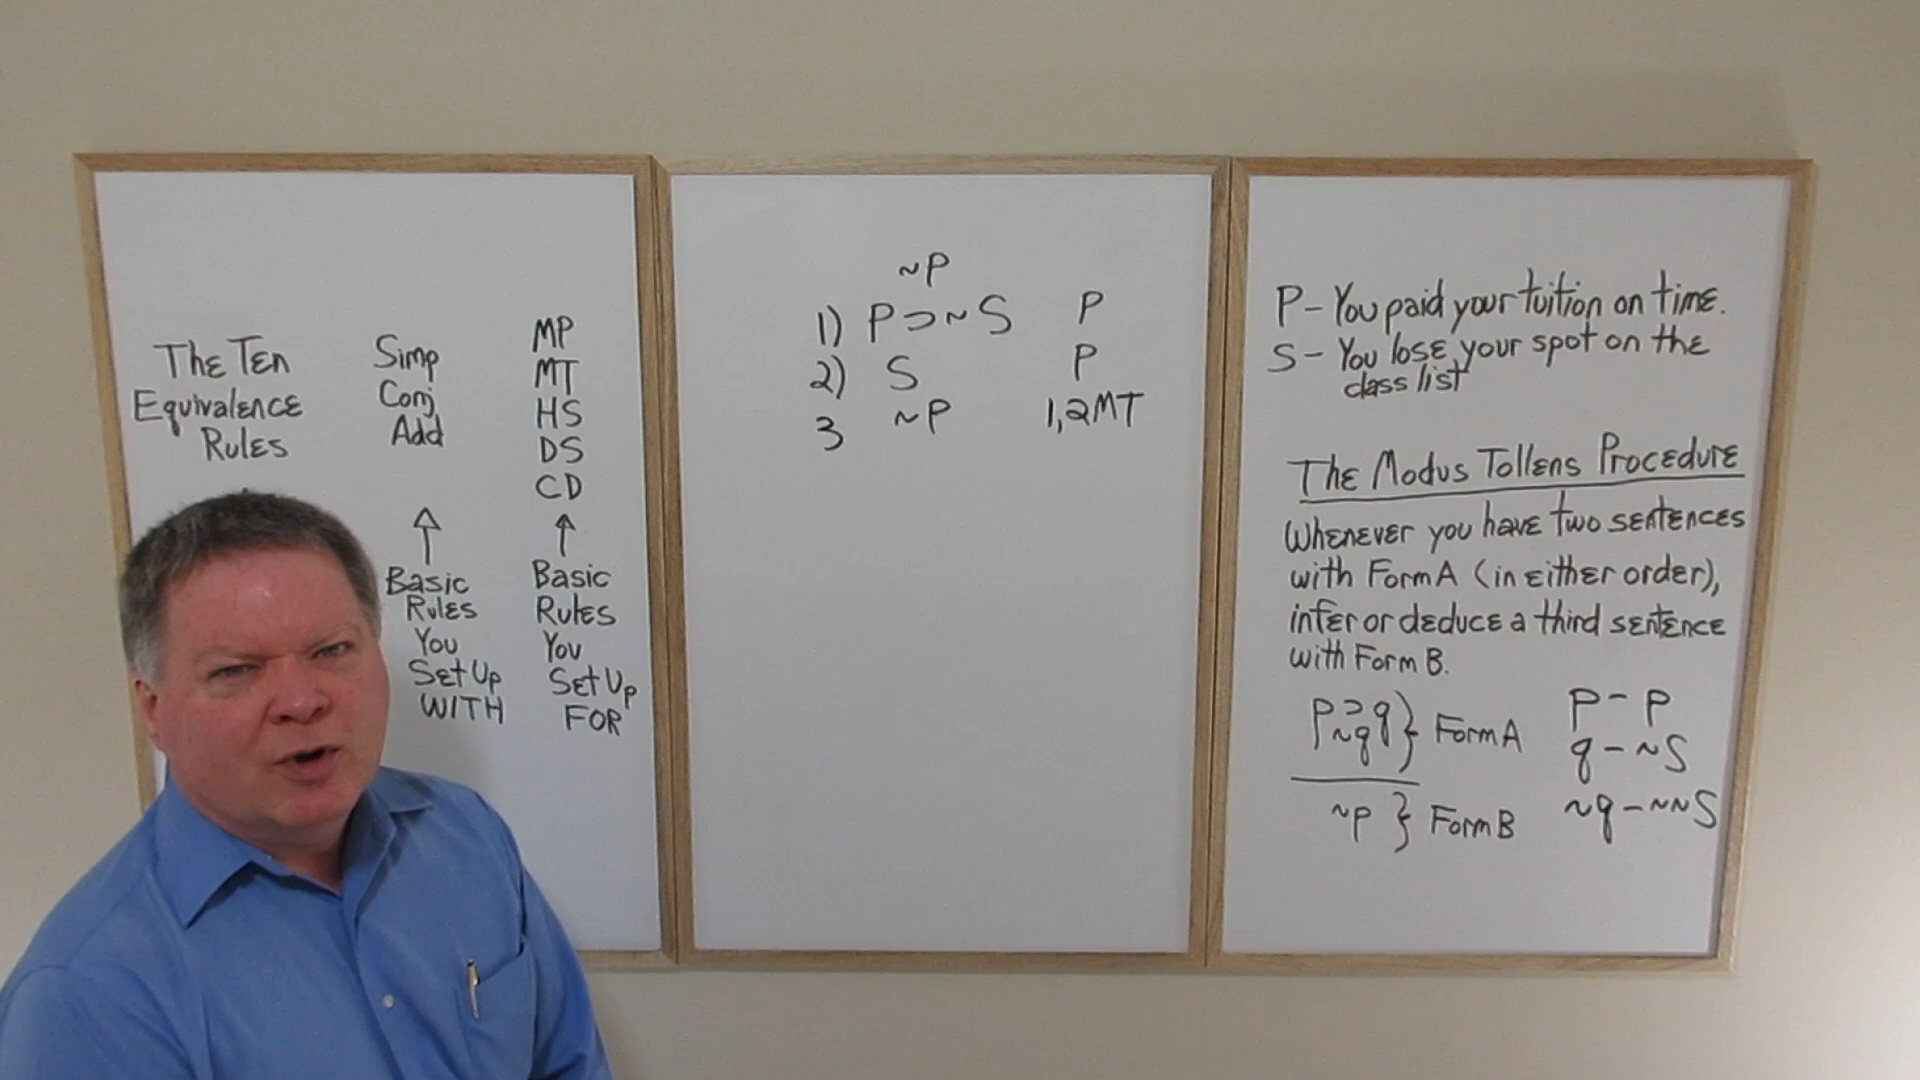 The Ten
Equivalence
Rules
Simp
Conj
Add
Basic
Rules
You
Set Up
WITH
MP
MT
HS
DS
CD
Basic
Rules
You
Set Up
FOR
~P
1) P⊃~S P
2) S P
3 ~P 1,2MT
P-You paid your tuition on time.
S- You lose your spot on the
class list
The Modus Tollens Procedure
Whenever you have two sentences
with Form A (in either order),
infer or deduce a third sentence
with Form B.
p⊃q
~q } Form A
~p } Form B
p-P
q-~S
~q-~~S